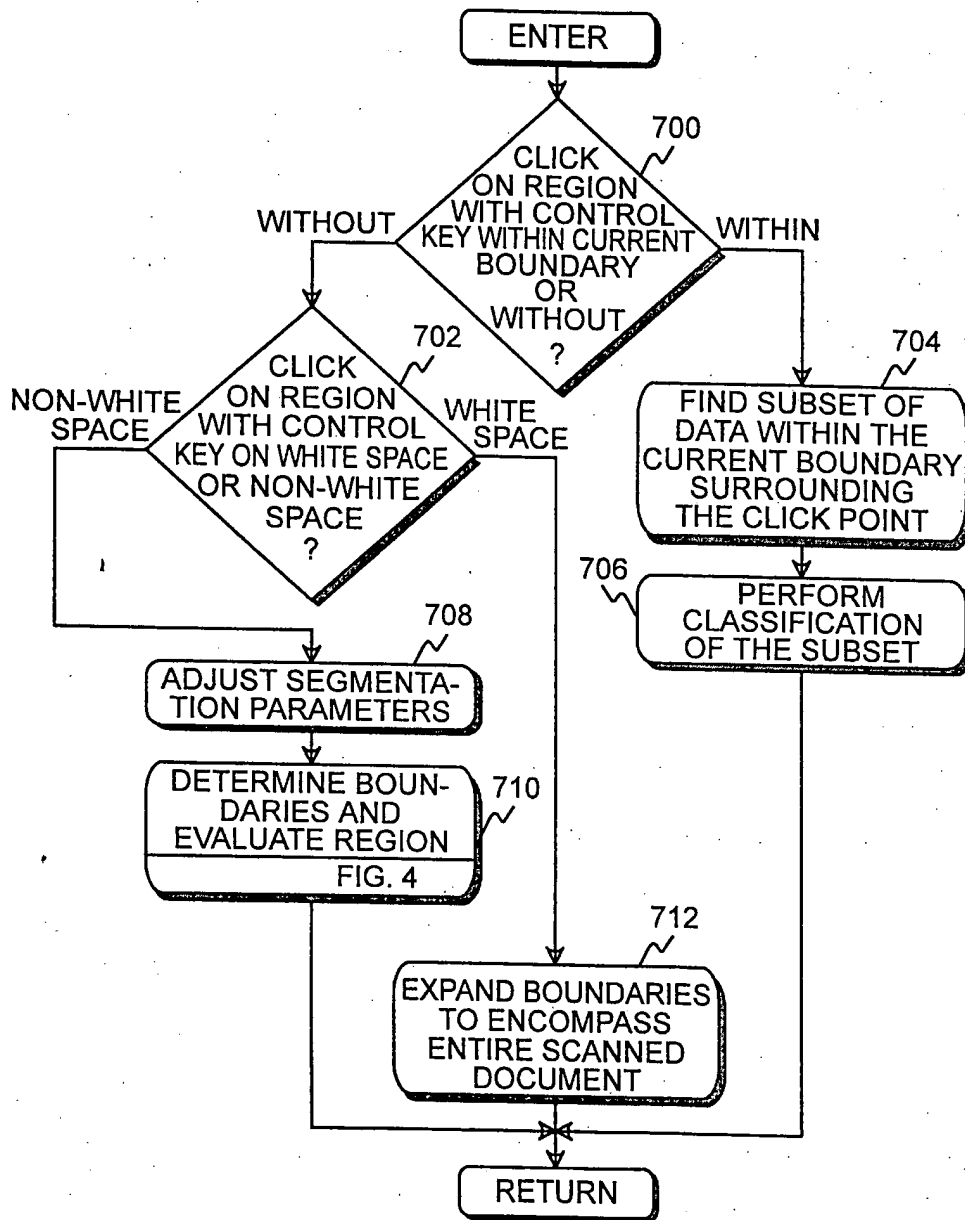 ENTER
700
CLICK
ON REGION
WITH CONTROL
KEY WITHIN CURRENT
BOUNDARY
OR
WITHOUT
?
WITHOUT
WITHIN
702
CLICK
ON REGION
WITH CONTROL
KEY ON WHITE SPACE
OR NON-WHITE
SPACE
?
NON-WHITE
SPACE
WHITE
SPACE
704
FIND SUBSET OF
DATA WITHIN THE
CURRENT BOUNDARY
SURROUNDING
THE CLICK POINT
706
PERFORM
CLASSIFICATION
OF THE SUBSET
708
ADJUST SEGMENTA-
TION PARAMETERS
710
DETERMINE BOUN-
DARIES AND
EVALUATE REGION
FIG. 4
712
EXPAND BOUNDARIES
TO ENCOMPASS
ENTIRE SCANNED
DOCUMENT
RETURN